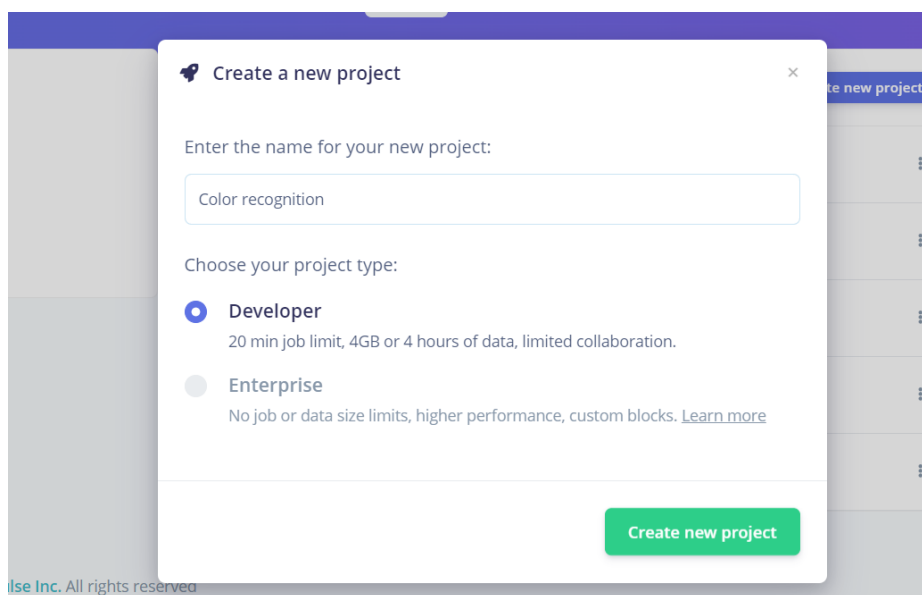 Create a new project
×
te new project
Enter the name for your new project:
Color recognition
Choose your project type:
Developer
20 min job limit, 4GB or 4 hours of data, limited collaboration.
Enterprise
No job or data size limits, higher performance, custom blocks. Learn more
Create new project
lse Inc. All rights reserved